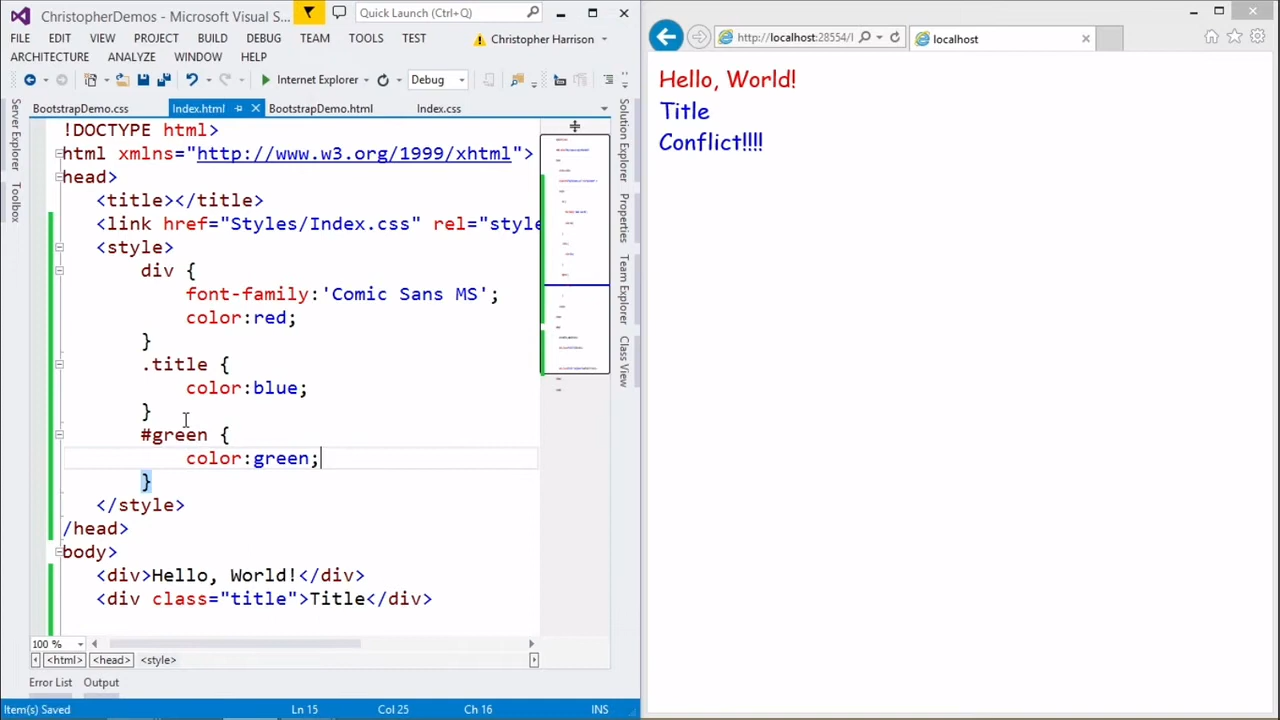 ChristopherDemos - Microsoft Visual S...
Quick Launch (Ctrl+Q)
FILE EDIT VIEW PROJECT BUILD DEBUG TEAM TOOLS TEST
Christopher Harrison
ARCHITECTURE ANALYZE WINDOW HELP
Internet Explorer Debug
BootstrapDemo.css Index.html BootstrapDemo.html Index.css
Server Explorer
Toolbox
!DOCTYPE html>
html xmlns="http://www.w3.org/1999/xhtml">
head>
<title></title>
<link href="Styles/Index.css" rel="style
<style>
div {
font-family:'Comic Sans MS';
color:red;
}
.title {
color:blue;
}
#green {
color:green;
}
</style>
/head>
body>
<div>Hello, World!</div>
<div class="title">Title</div>
Solution Explorer
Properties
Team Explorer
Class View
100 %
<html> <head> <style>
Error List Output
Item(s) Saved Ln 15 Col 25 Ch 16 INS
http://localhost:28554/I
localhost
Hello, World!
Title
Conflict!!!!